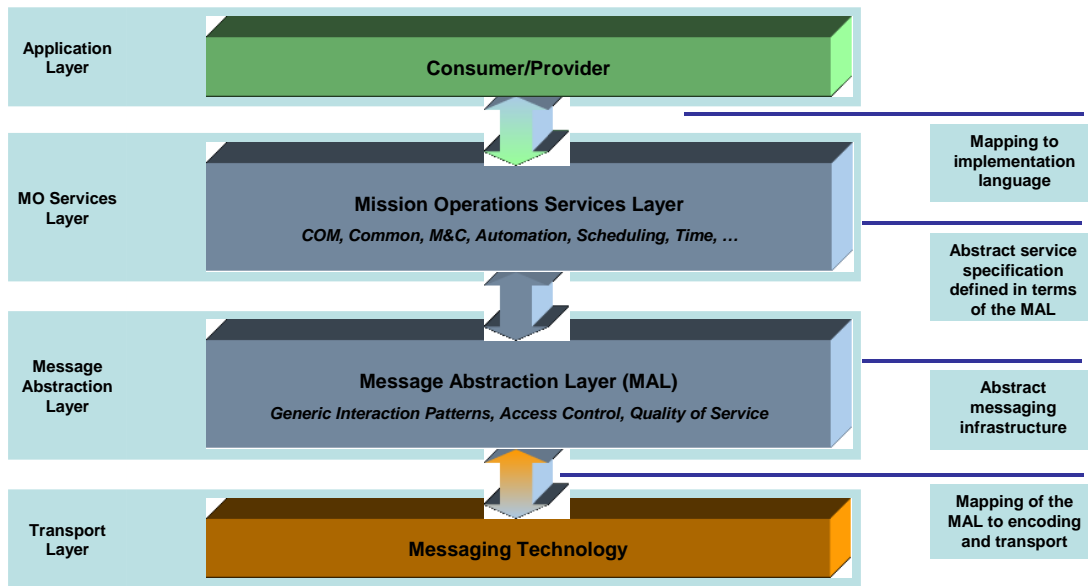 Application
Layer
Consumer/Provider
Mapping to
implementation
language
MO Services
Layer
Mission Operations Services Layer
COM, Common, M&C, Automation, Scheduling, Time, …
Abstract service
specification
defined in terms
of the MAL
Message
Abstraction
Layer
Message Abstraction Layer (MAL)
Generic Interaction Patterns, Access Control, Quality of Service
Abstract
messaging
infrastructure
Transport
Layer
Messaging Technology
Mapping of the
MAL to encoding
and transport